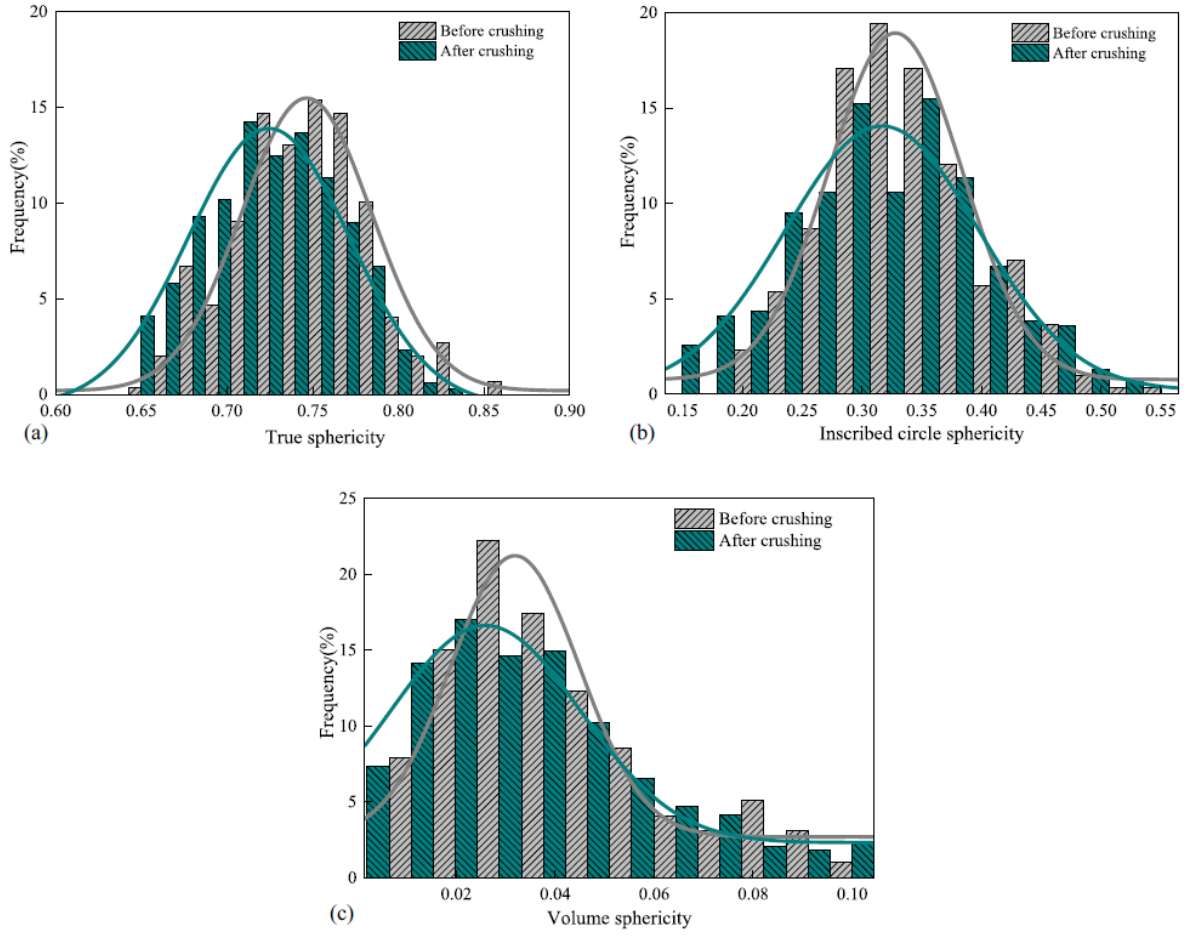 20
15
10
5
0
Frequency(%)
Before crushing
After crushing
0.60 0.65 0.70 0.75 0.80 0.85 0.90
True sphericity
(a)
20
15
10
5
0
Frequency(%)
Before crushing
After crushing
0.15 0.20 0.25 0.30 0.35 0.40 0.45 0.50 0.55
Inscribed circle sphericity
(b)
25
20
15
10
5
0
Frequency(%)
Before crushing
After crushing
0.02 0.04 0.06 0.08 0.10
Volume sphericity
(c)